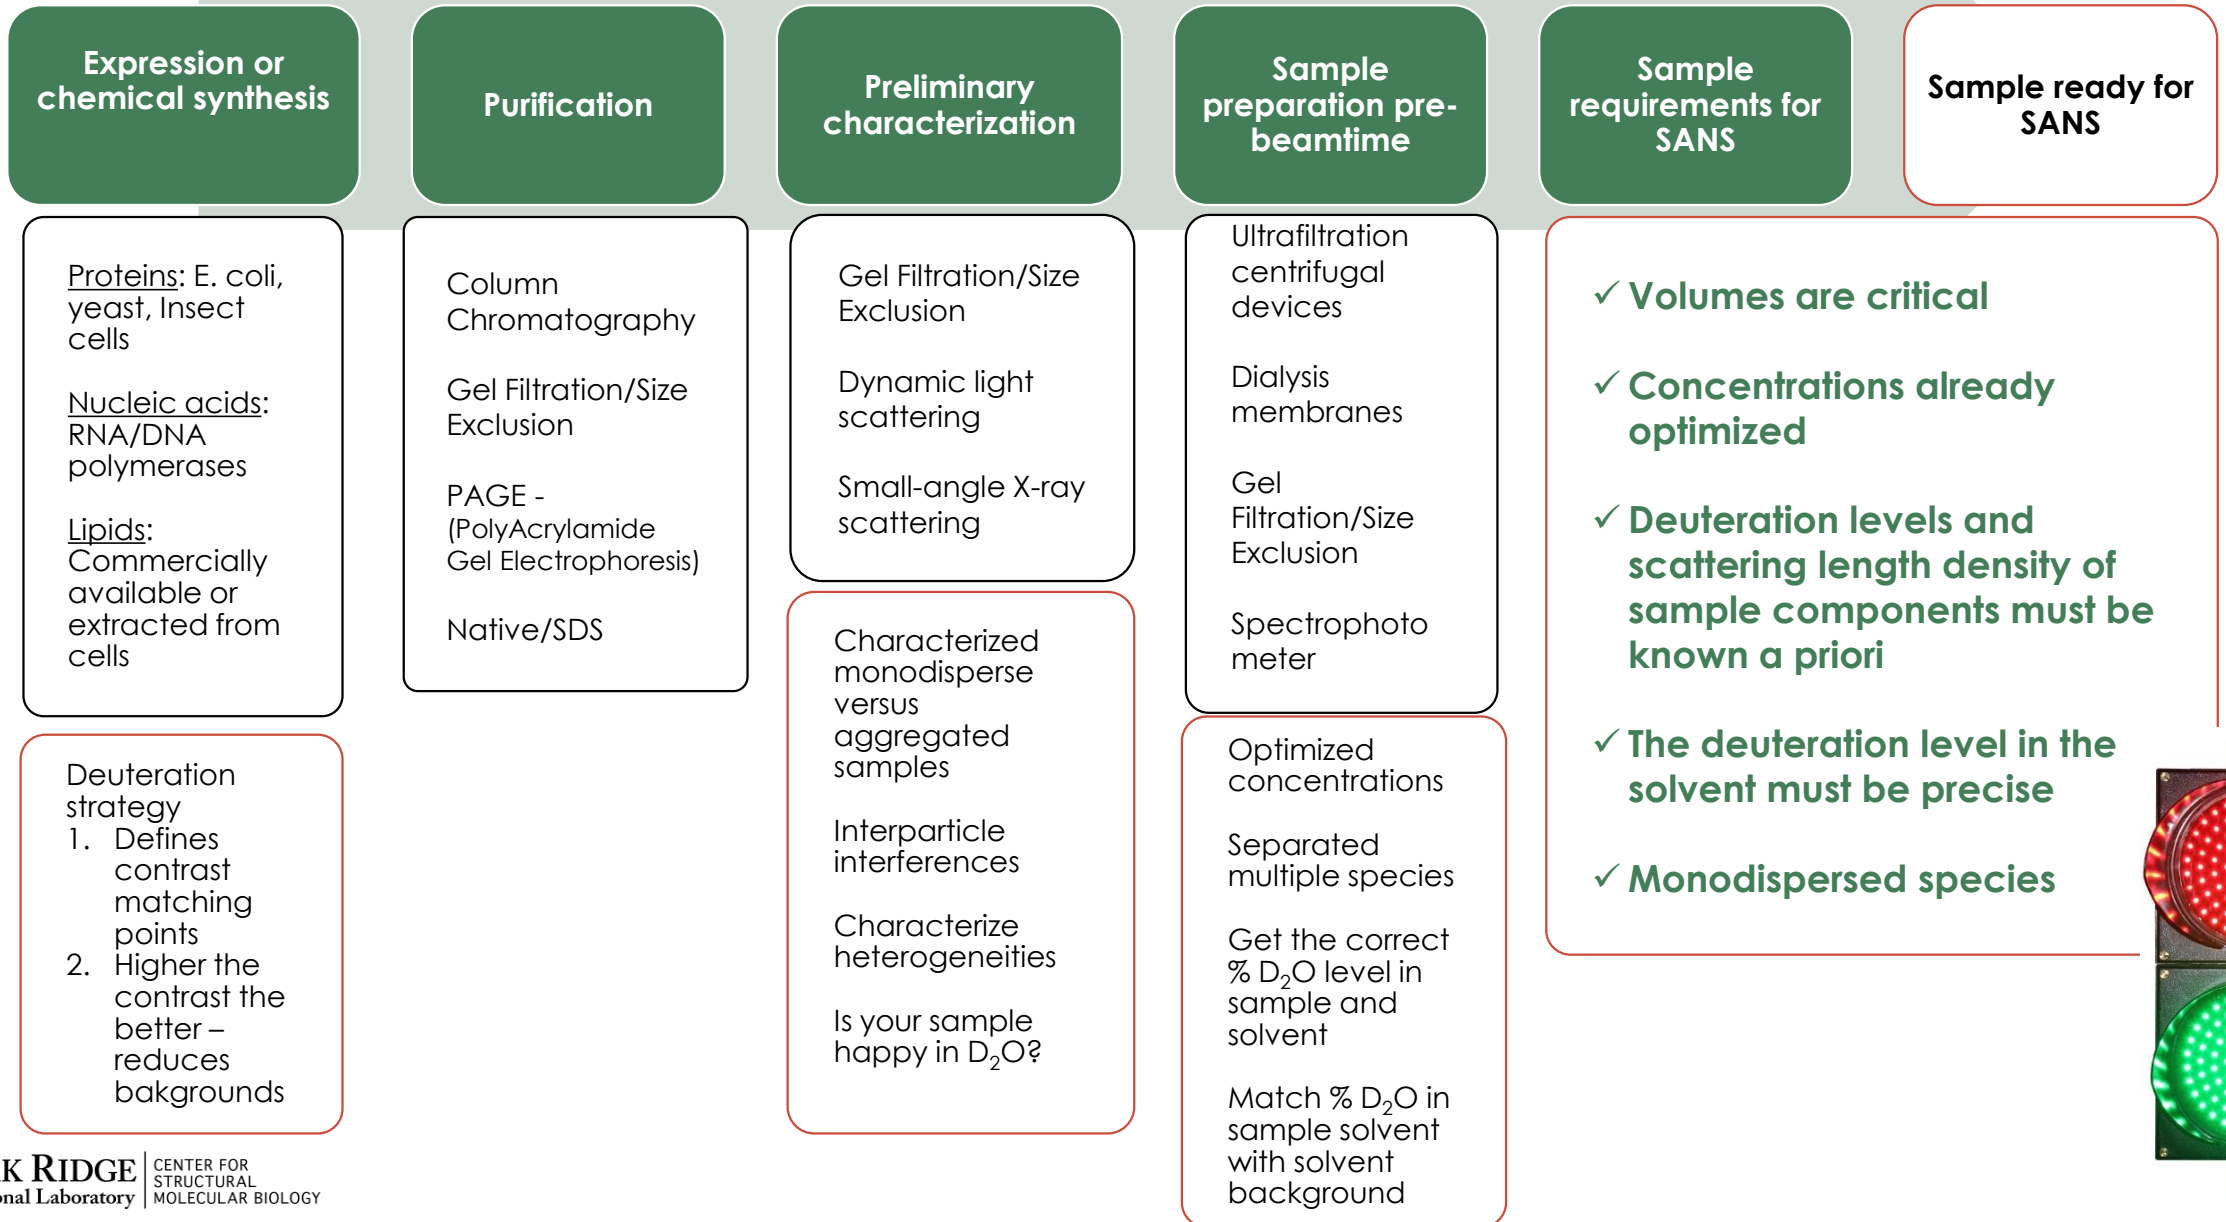 Expression or
chemical synthesis
Purification
Preliminary
characterization
Sample
preparation pre-
beamtime
Sample
requirements for
SANS
Sample ready for
SANS
Proteins: E. coli,
yeast, Insect
cells
Nucleic acids:
RNA/DNA
polymerases
Lipids:
Commercially
available or
extracted from
cells
Deuteration
strategy
1. Defines
contrast
matching
points
2. Higher the
contrast the
better –
reduces
bakgrounds
Column
Chromatography
Gel Filtration/Size
Exclusion
PAGE -
(PolyAcrylamide
Gel Electrophoresis)
Native/SDS
Gel Filtration/Size
Exclusion
Dynamic light
scattering
Small-angle X-ray
scattering
Characterized
monodisperse
versus
aggregated
samples
Interparticle
interferences
Characterize
heterogeneities
Is your sample
happy in D₂O?
Ultrafiltration
centrifugal
devices
Dialysis
membranes
Gel
Filtration/Size
Exclusion
Spectrophoto
meter
Optimized
concentrations
Separated
multiple species
Get the correct
% D₂O level in
sample and
solvent
Match % D₂O in
sample solvent
with solvent
background
✓ Volumes are critical
✓ Concentrations already
optimized
✓ Deuteration levels and
scattering length density of
sample components must be
known a priori
✓ The deuteration level in the
solvent must be precise
✓ Monodispersed species
K RIDGE
onal Laboratory
CENTER FOR
STRUCTURAL
MOLECULAR BIOLOGY